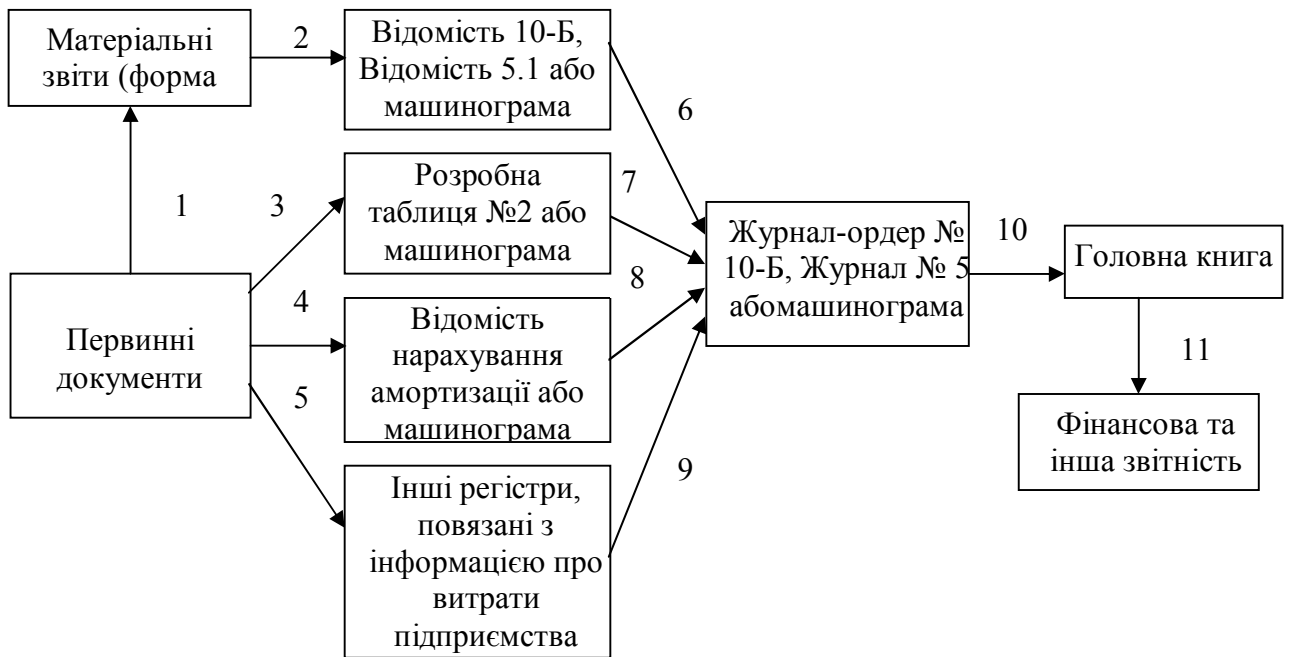 Матеріальні
звіти (форма
2
Відомість 10-Б,
Відомість 5.1 або
машинограма
6
1
3
Розробна
таблиця №2 або
машинограма
7
Журнал-ордер №
10-Б, Журнал № 5
абомашинограма
10
Головна книга
Первинні
документи
4
Відомість
нарахування
амортизації або
машинограма
8
5
Інші регістри,
повязані з
інформацією про
витрати
підприємства
9
11
Фінансова та
інша звітність